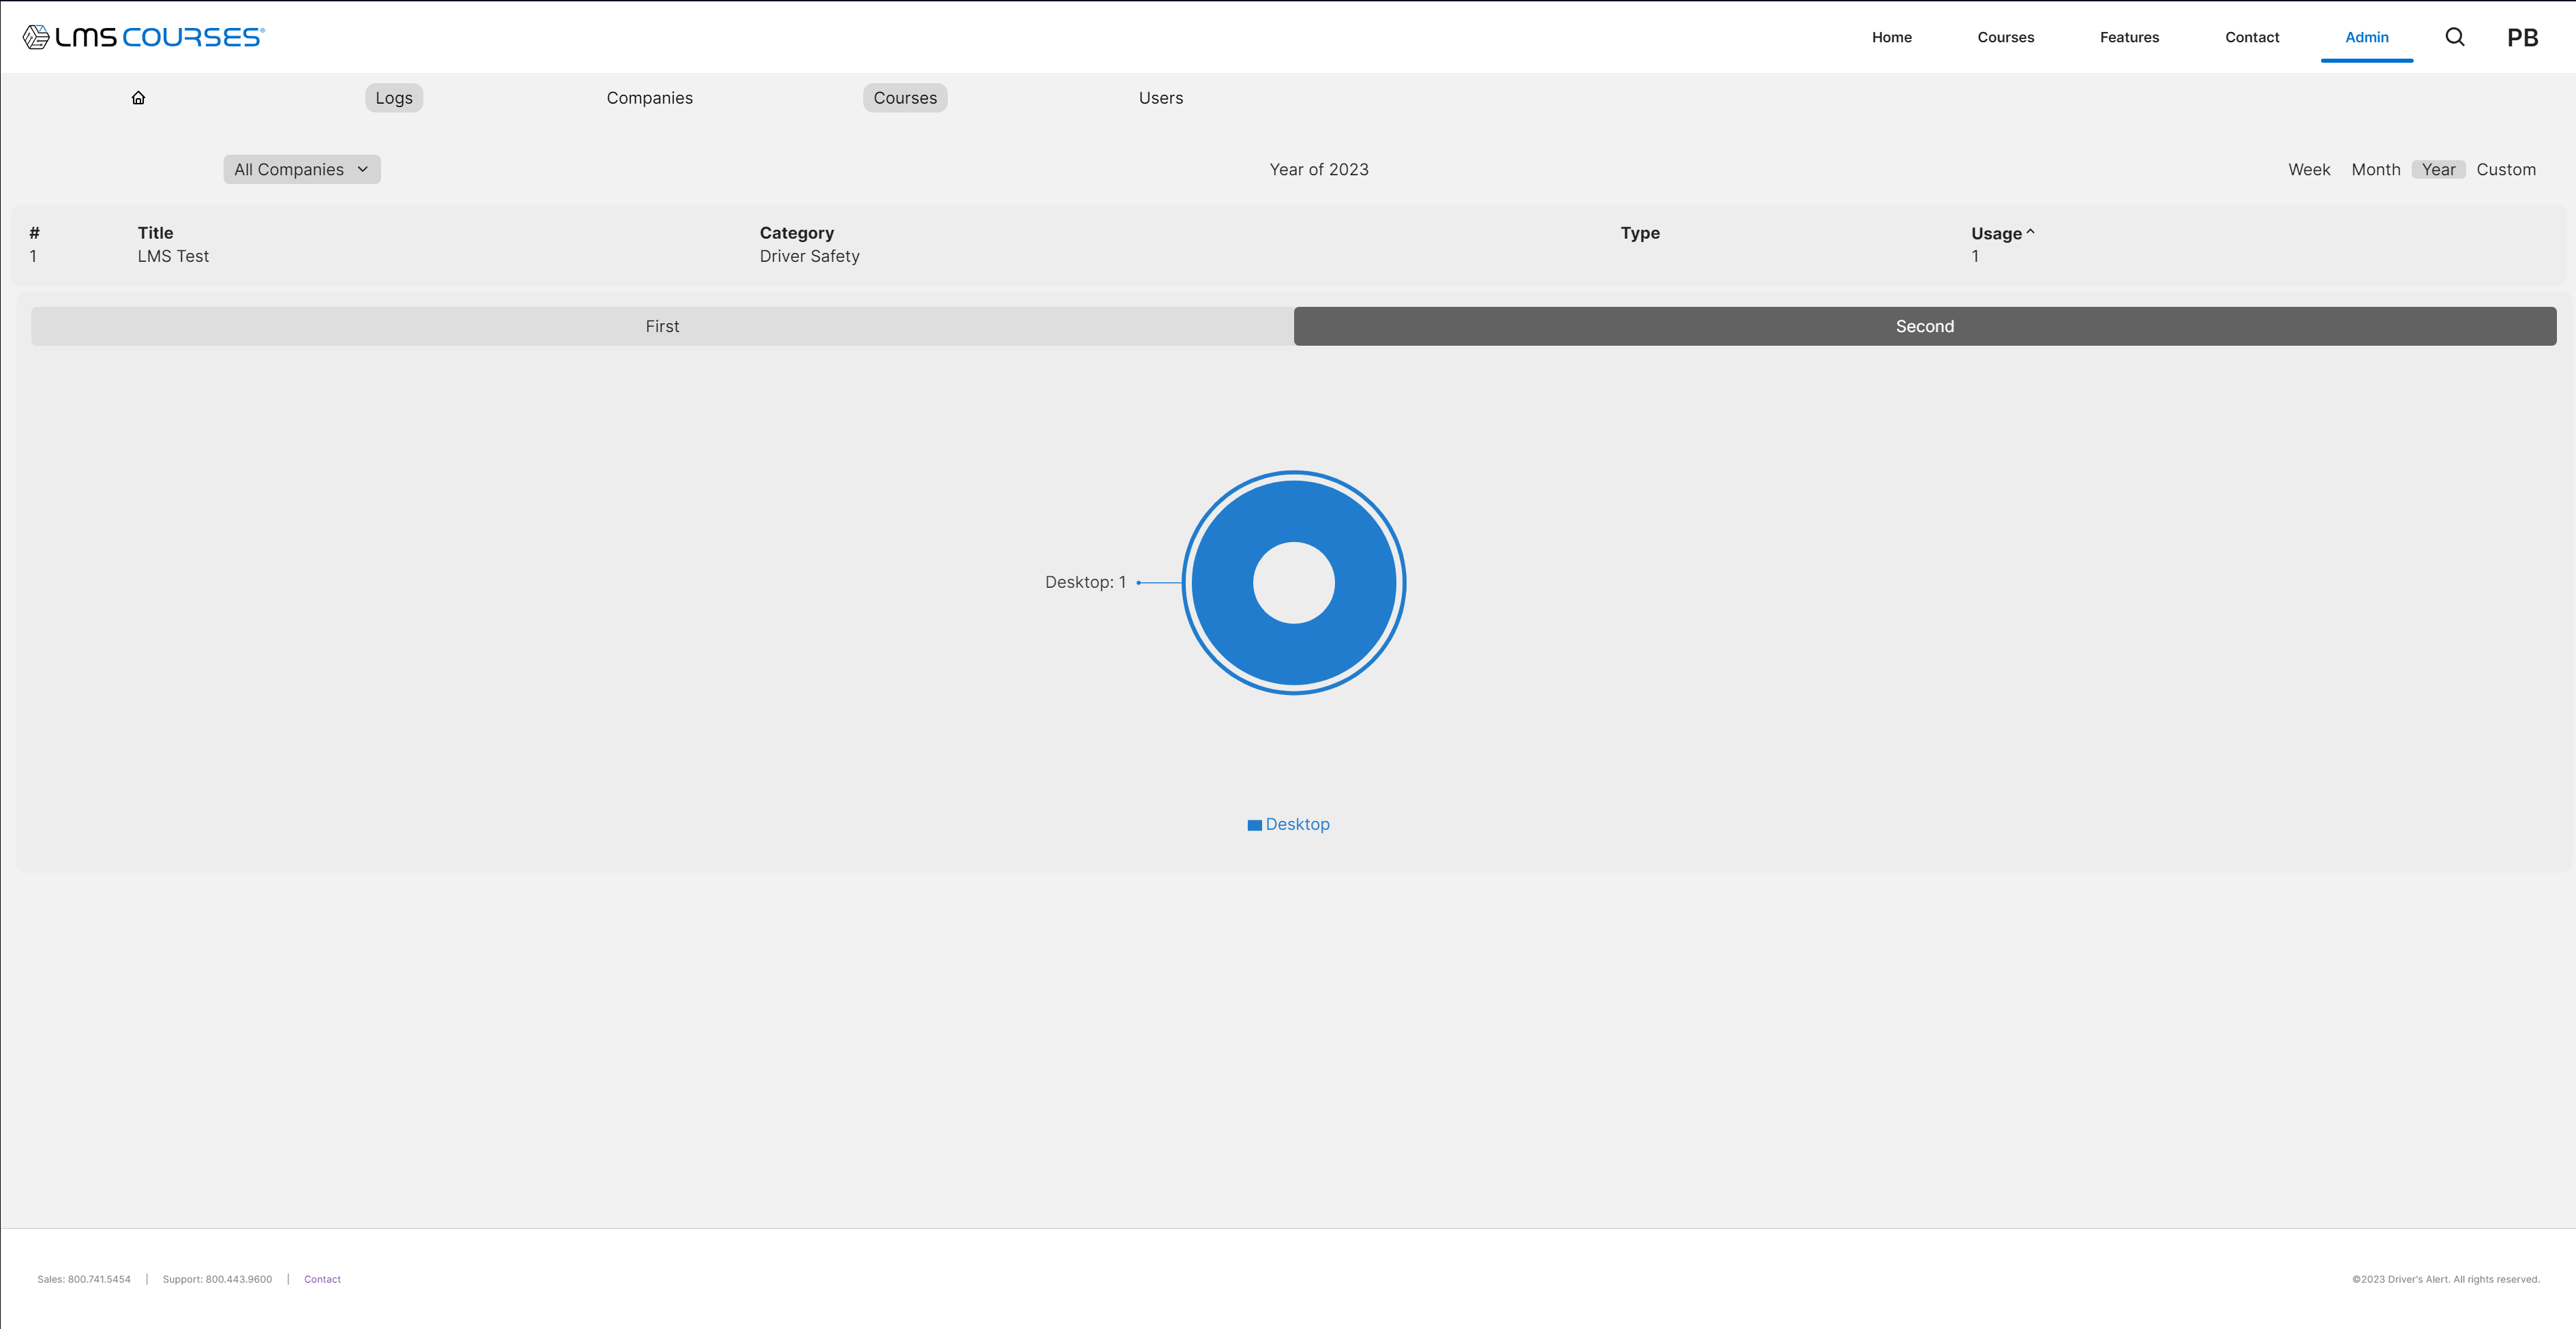 LMS COURSES®
Home Courses Features Contact Admin PB
Logs Companies Courses Users
All Companies Year of 2023 Week Month Year Custom
# Title Category Type Usage
1 LMS Test Driver Safety 1
First Second
Desktop: 1
Desktop
Sales: 800.741.5454 | Support: 800.443.9600 | Contact ©2023 Driver's Alert. All rights reserved.